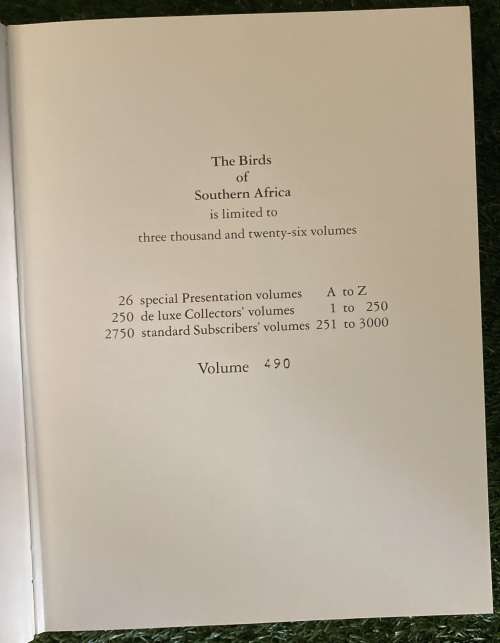 The Birds
of
Southern Africa
is limited to
three thousand and twenty-six volumes
26 special Presentation volumes A to Z
250 de luxe Collectors' volumes 1 to 250
2750 standard Subscribers' volumes 251 to 3000
Volume 490